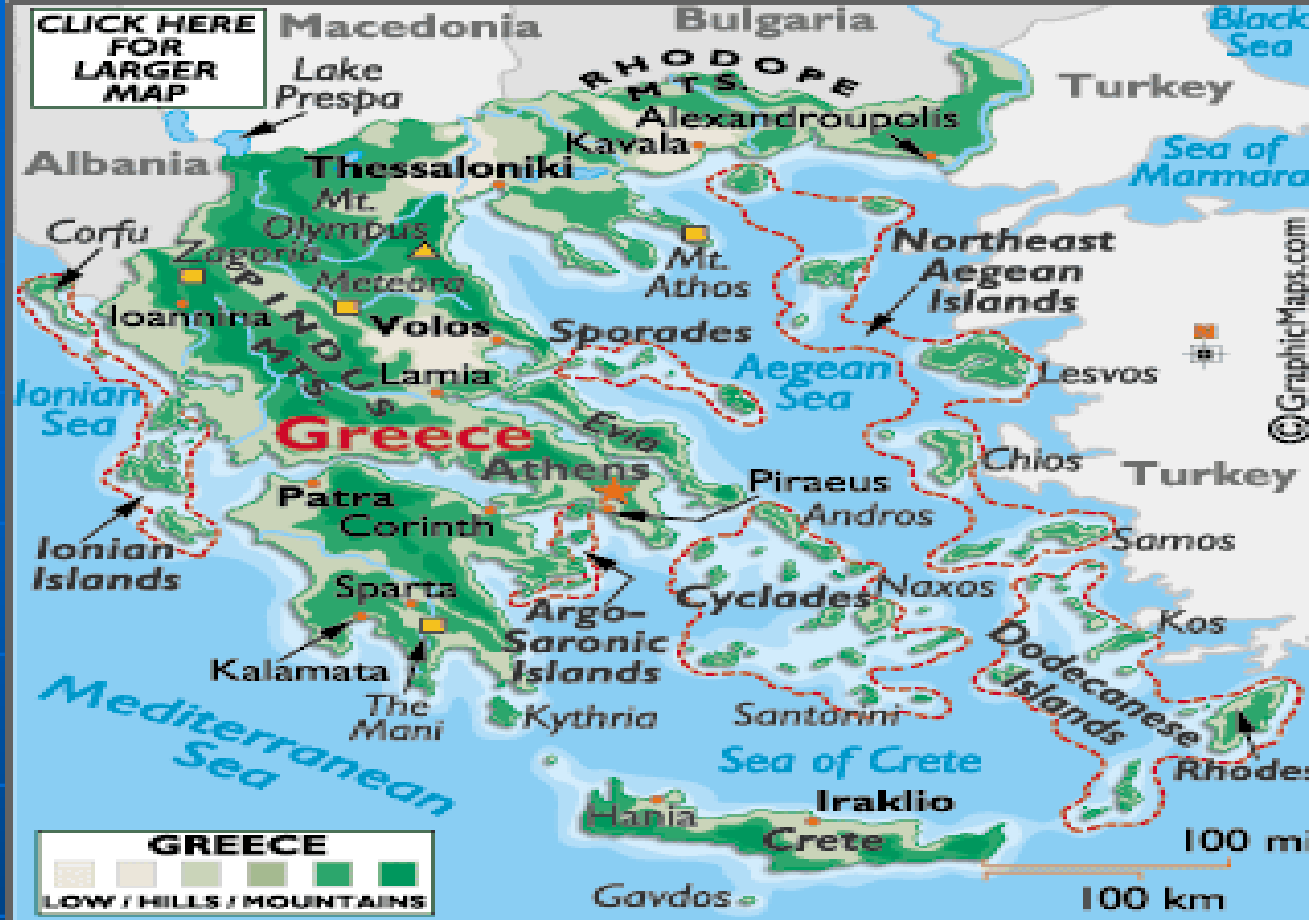 CLICK HERE
FOR
LARGER
MAP
Macedonia
Bulgaria
Black
Sea
Lake
Prespa
RHODOPE
MTS.
Turkey
Alexandroupolis
Kavala
Albania
Thessaloniki
Sea of
Marmara
Mt.
Olympus
Corfu
Zagoria
Meteora
Mt.
Athos
Northeast
Aegean
Islands
PINDUS
MTS.
Ioannina
Volos
Sporades
Aegean
Sea
Lesvos
Lamia
Ionian
Sea
Greece
Evia
Athens
Chios
Turkey
Patra
Corinth
Piraeus
Andros
Ionian
Islands
Samos
Sparta
Argo-
Saronic
Islands
Cyclades
Naxos
Kos
Kalamata
The
Mani
Kythria
Santorini
Dodecanese
Islands
Mediterranean
Sea
Sea of Crete
Rhodes
Hania
Iraklio
Crete
Gavdos
100 mi
100 km
GREECE
LOW / HILLS / MOUNTAINS
©GraphicMaps.com